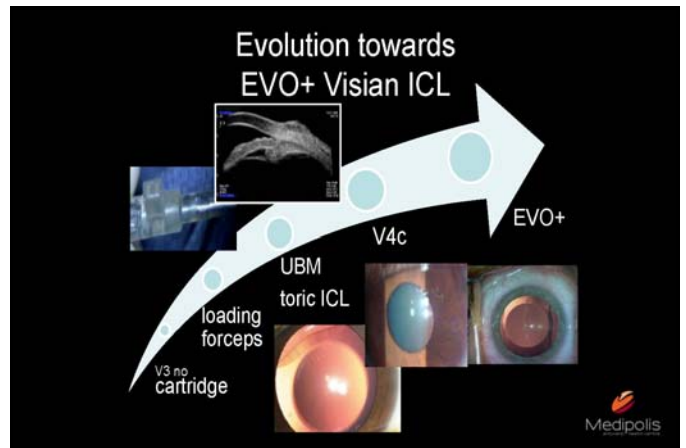 Evolution towards
EVO+ Visian ICL
EVO+
V4c
UBM
toric ICL
loading
forceps
V3 no
cartridge
Medipolis